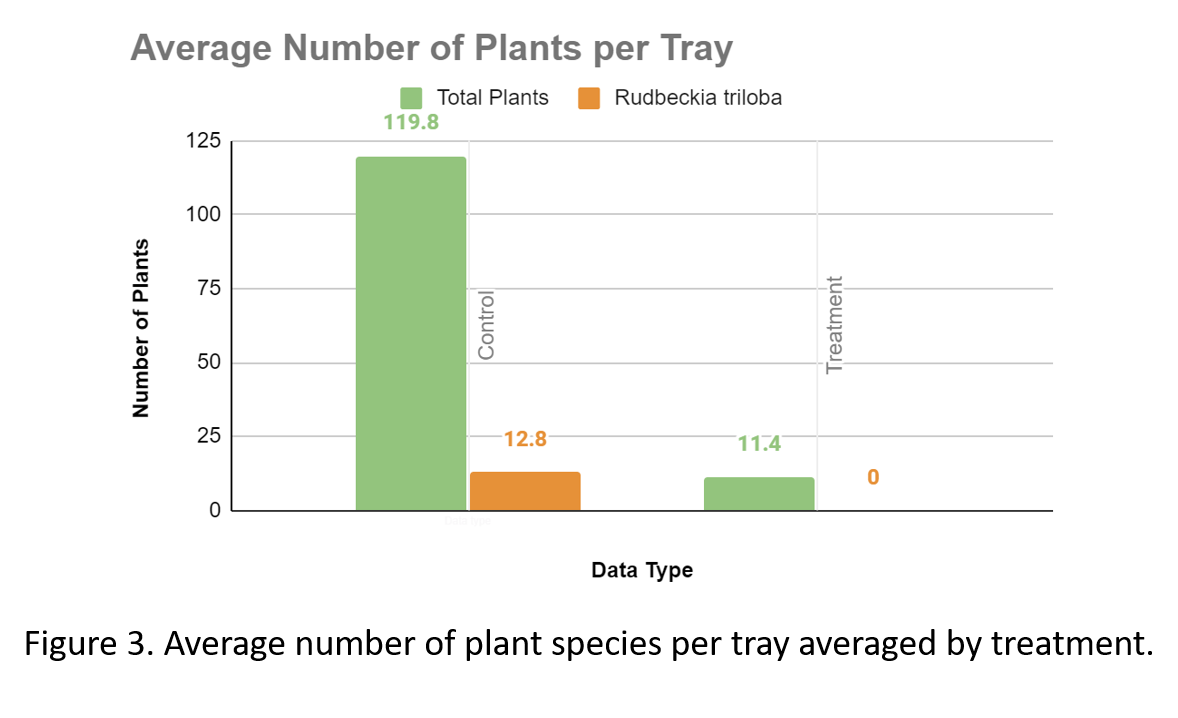 Average Number of Plants per Tray
Total Plants Rudbeckia triloba
119.8
125
100
75
50
25
0
Number of Plants
Control
Treatment
12.8
11.4
0
Data Type
Figure 3. Average number of plant species per tray averaged by treatment.